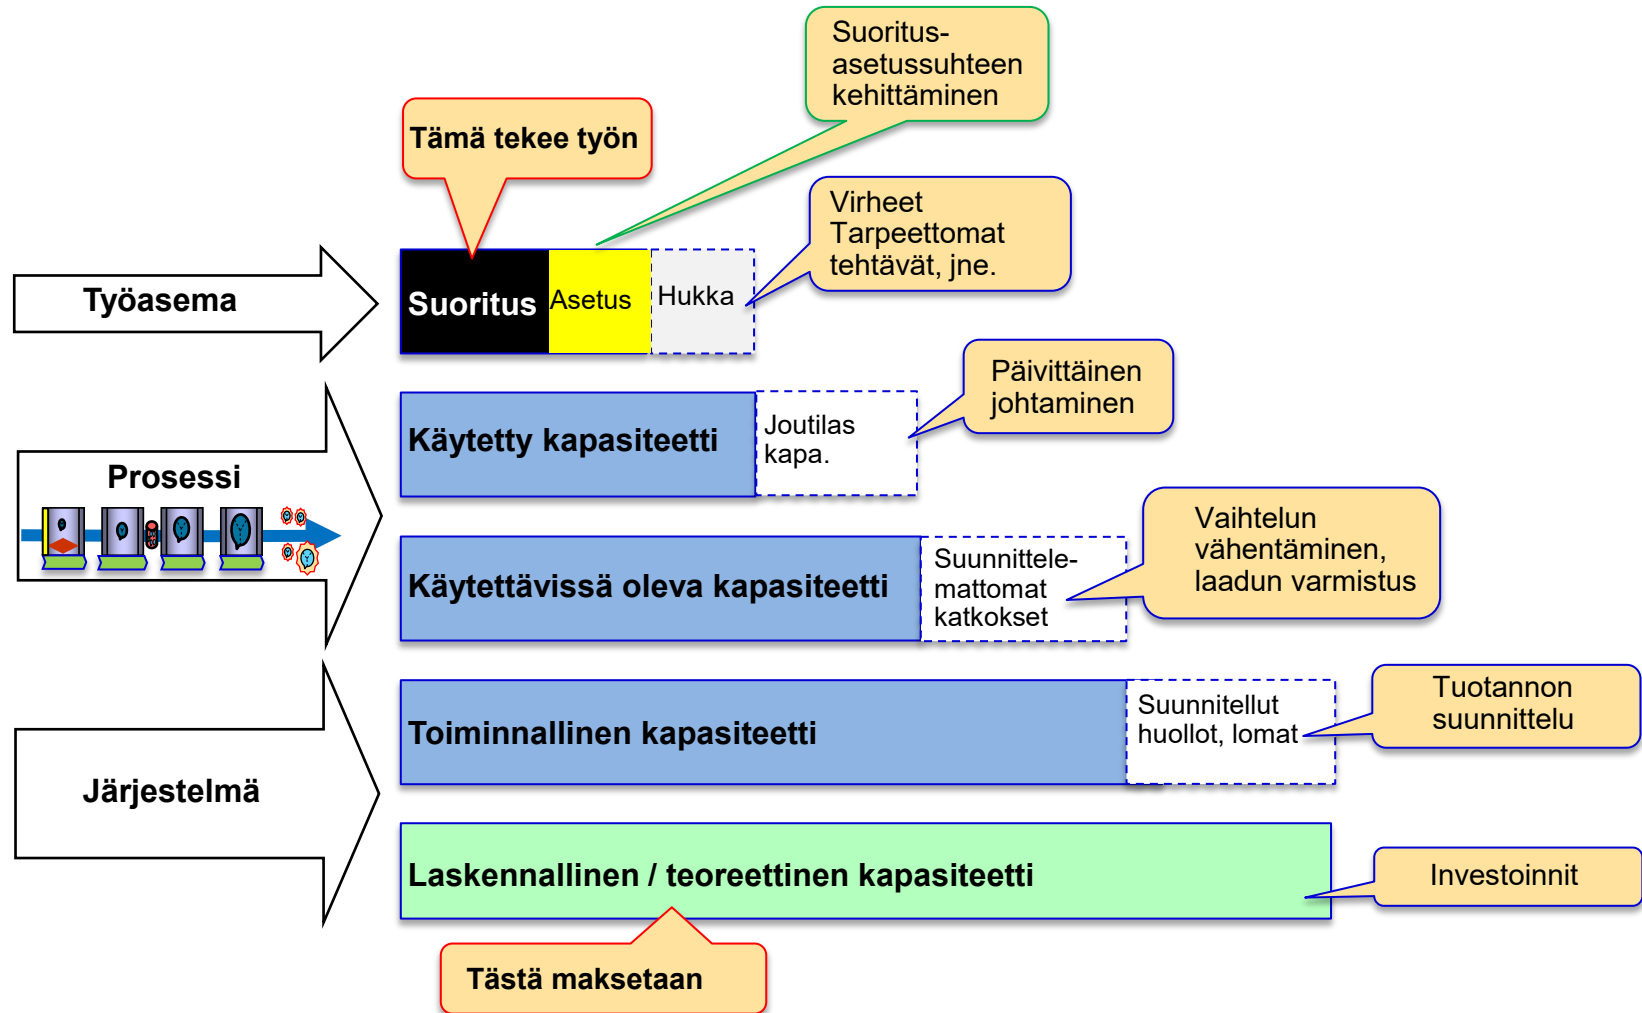 Suoritus-
asetussuhteen
kehittäminen
Tämä tekee työn
Virheet
Tarpeettomat
tehtävät, jne.
Työasema
Suoritus
Asetus
Hukka
Päivittäinen
johtaminen
Käytetty kapasiteetti
Joutilas
kapa.
Prosessi
Vaihtelun
vähentäminen,
laadun varmistus
Käytettävissä oleva kapasiteetti
Suunnittele-
mattomat
katkokset
Tuotannon
suunnittelu
Toiminnallinen kapasiteetti
Suunnitellut
huollot, lomat
Järjestelmä
Laskennallinen / teoreettinen kapasiteetti
Investoinnit
Tästä maksetaan